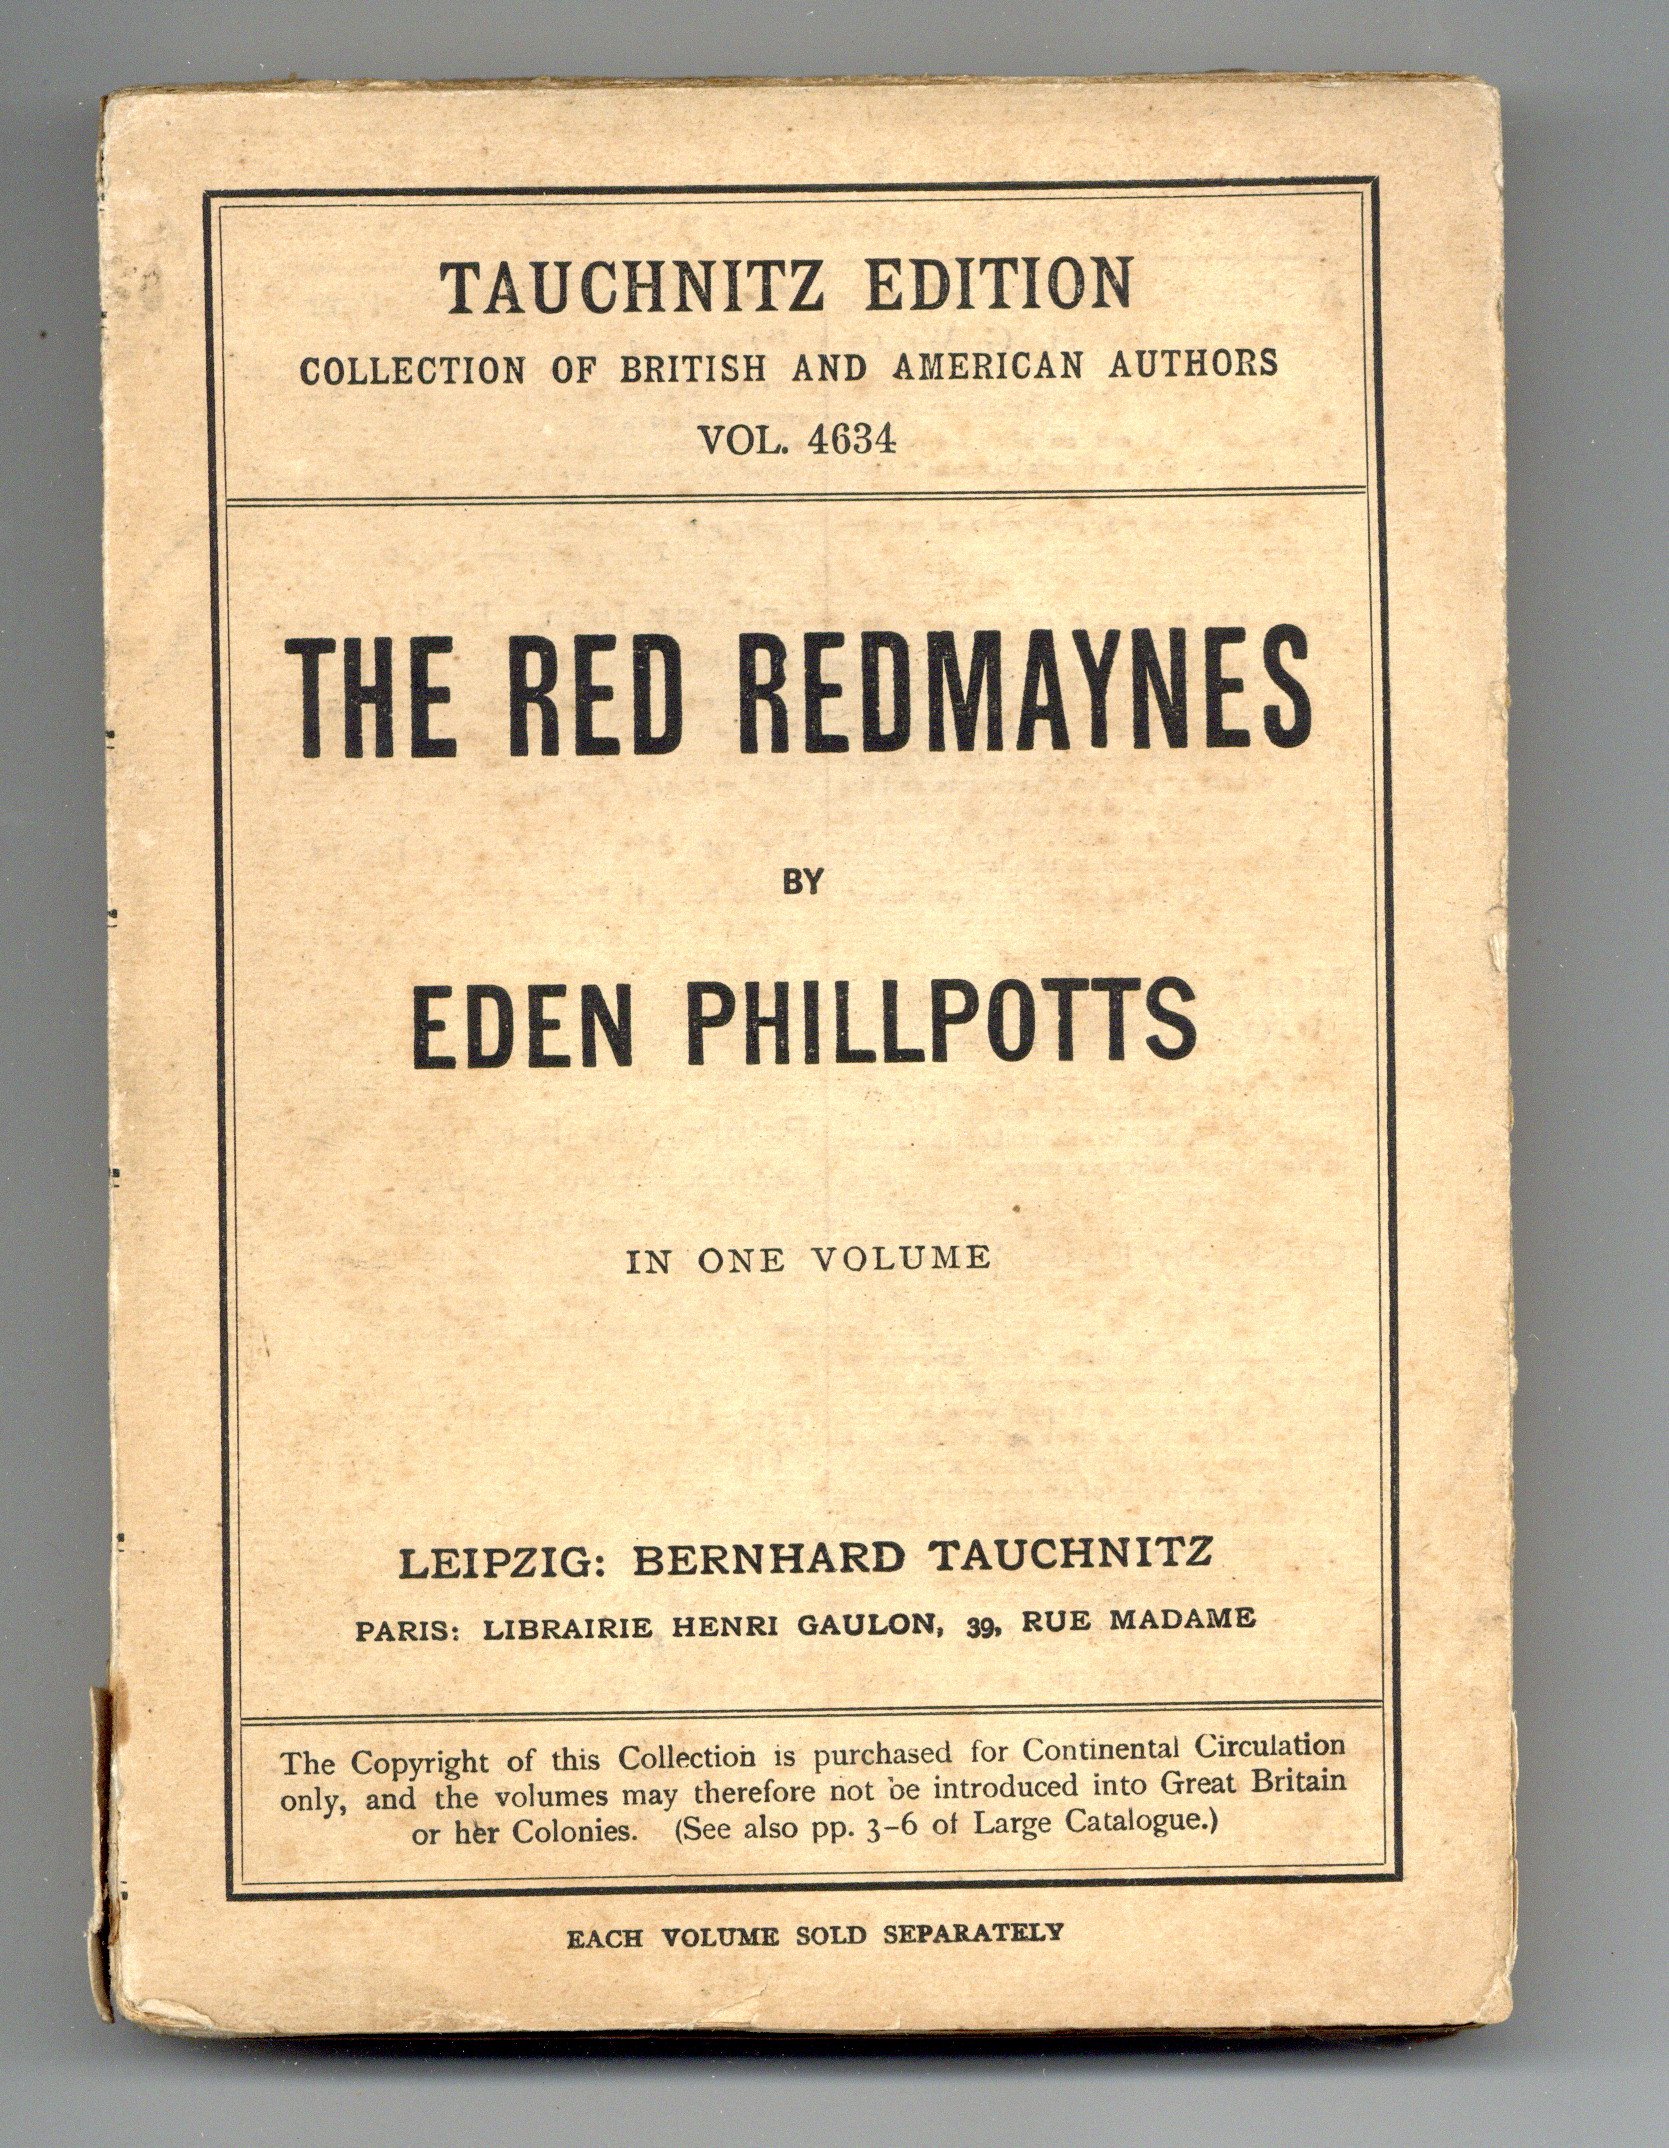 TAUCHNITZ EDITION
COLLECTION OF BRITISH AND AMERICAN AUTHORS
VOL. 4634
THE RED REDMAYNES
BY
EDEN PHILLPOTTS
IN ONE VOLUME
LEIPZIG: BERNHARD TAUCHNITZ
PARIS: LIBRAIRIE HENRI GAULON, 39, RUE MADAME
The Copyright of this Collection is purchased for Continental Circulation
only, and the volumes may therefore not be introduced into Great Britain
or her Colonies. (See also pp. 3–6 of Large Catalogue.)
EACH VOLUME SOLD SEPARATELY